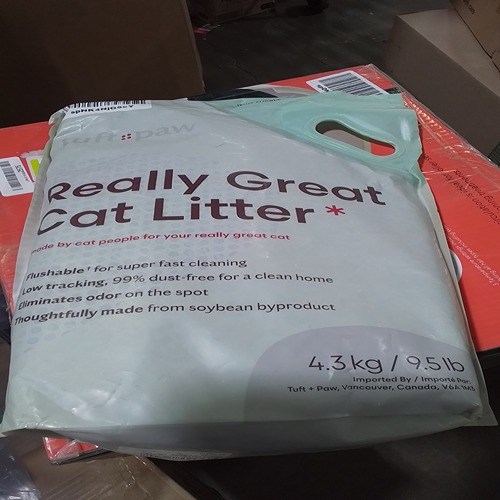 tuft + paw
Really Great
Cat Litter *
made by cat people for your really great cat
Flushable† for super fast cleaning
Low tracking, 99% dust-free for a clean home
Eliminates odor on the spot
Thoughtfully made from soybean byproduct
4.3 kg / 9.5 lb
Imported By / Importé Par:
Tuft + Paw, Vancouver, Canada, V6A